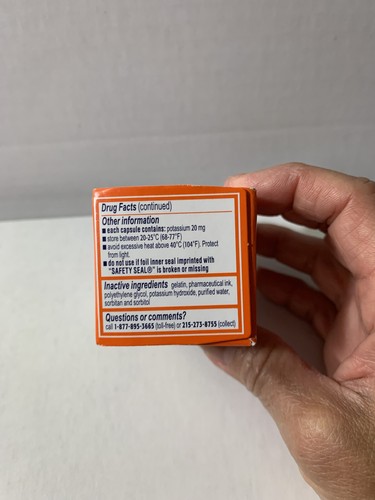 Drug Facts (continued)
Other information
■ each capsule contains: potassium 20 mg
■ store between 20-25°C (68-77°F)
■ avoid excessive heat above 40°C (104°F). Protect
from light.
■ do not use if foil inner seal imprinted with
"SAFETY SEAL®" is broken or missing
Inactive ingredients gelatin, pharmaceutical ink,
polyethylene glycol, potassium hydroxide, purified water,
sorbitan and sorbitol
Questions or comments?
call 1-877-895-3665 (toll-free) or 215-273-8755 (collect)